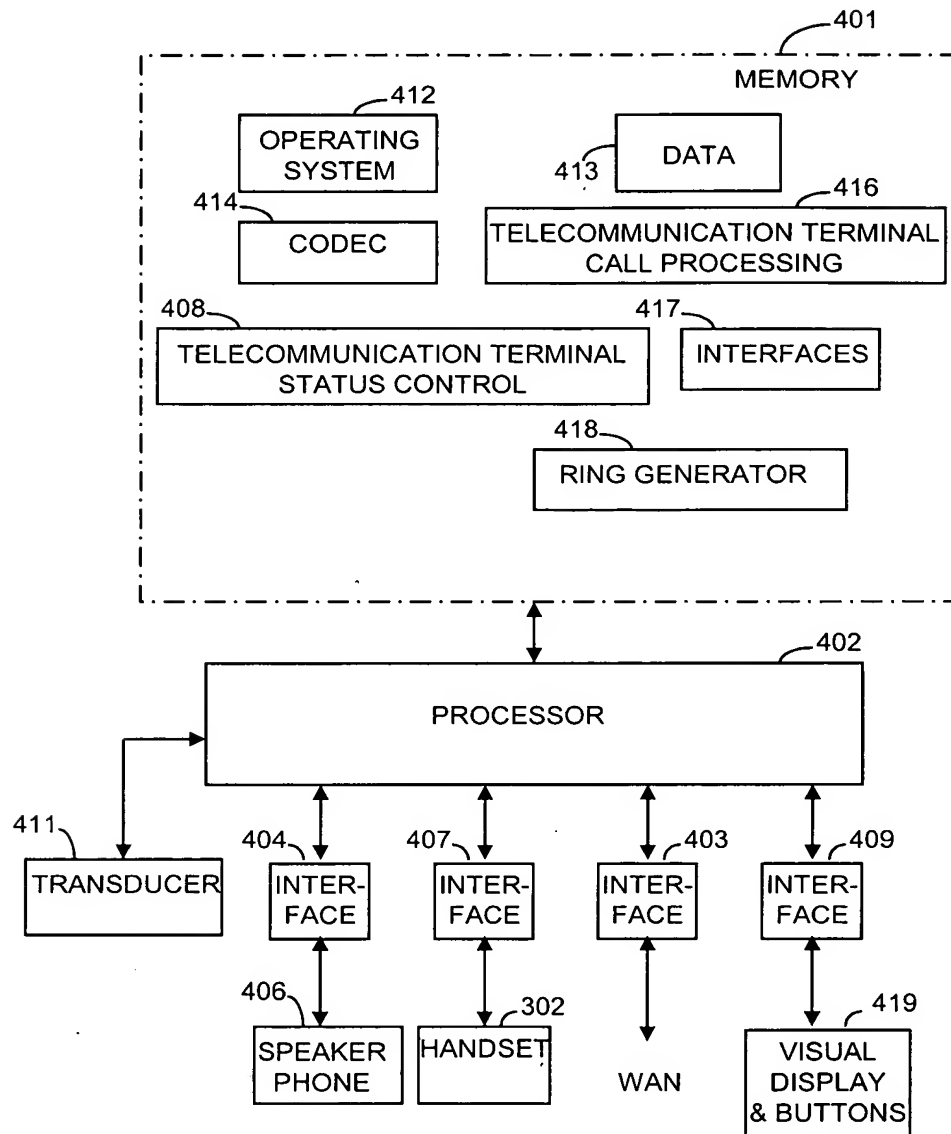 401
MEMORY
412
OPERATING
SYSTEM
413
DATA
414
CODEC
416
TELECOMMUNICATION TERMINAL
CALL PROCESSING
408
TELECOMMUNICATION TERMINAL
STATUS CONTROL
417
INTERFACES
418
RING GENERATOR
402
PROCESSOR
411
TRANSDUCER
404
INTER-
FACE
407
INTER-
FACE
403
INTER-
FACE
409
INTER-
FACE
406
SPEAKER
PHONE
302
HANDSET
WAN
419
VISUAL
DISPLAY
& BUTTONS